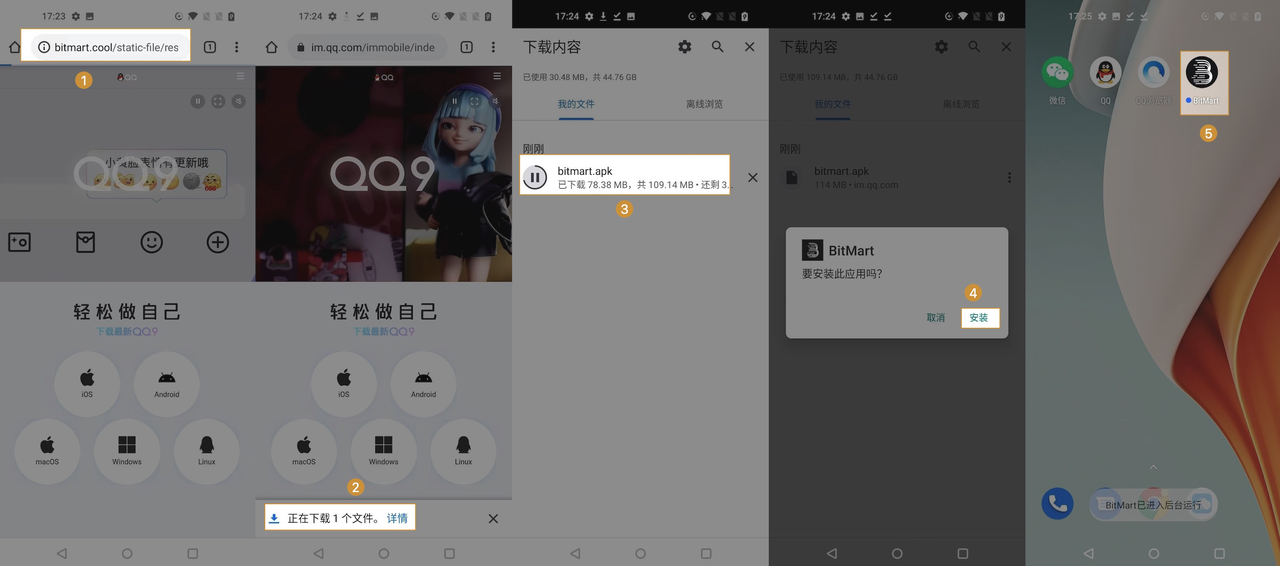 17:23
bitmart.cool/static-file/res
1
1
QQ
QQ9
轻松做自己
下载最新QQ9
iOS
Android
macOS
Windows
Linux
17:24
im.qq.com/immobile/inde
1
QQ
QQ9
轻松做自己
下载最新QQ9
iOS
Android
macOS
Windows
Linux
2
正在下载 1 个文件。 详情
17:24
下载内容
已使用 30.48 MB，共 44.76 GB
我的文件
离线浏览
刚刚
bitmart.apk
已下载 78.38 MB，共 109.14 MB • 还剩 3...
3
17:24
下载内容
已使用 109.14 MB，共 44.76 GB
我的文件
离线浏览
刚刚
bitmart.apk
114 MB • im.qq.com
BitMart
要安装此应用吗？
4
取消
安装
17:25
微信
QQ
BitMart
5
BitMart已进入后台运行